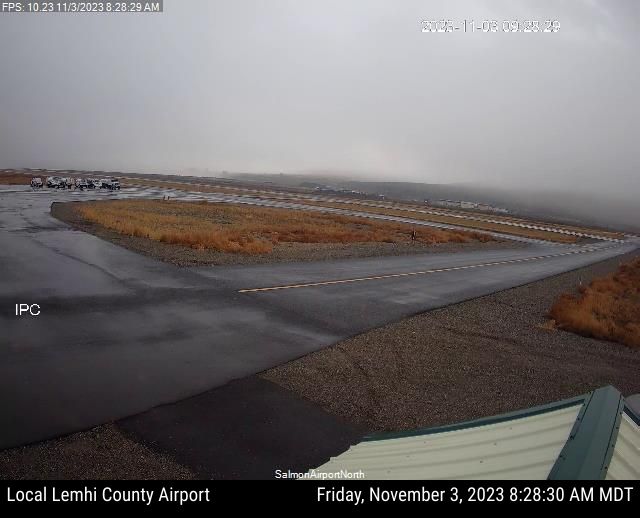 FPS: 10.23 11/3/2023 8:28:29 AM
2023-11-03 09:28:29
IPC
SalmonAirportNorth
Local Lemhi County Airport Friday, November 3, 2023 8:28:30 AM MDT